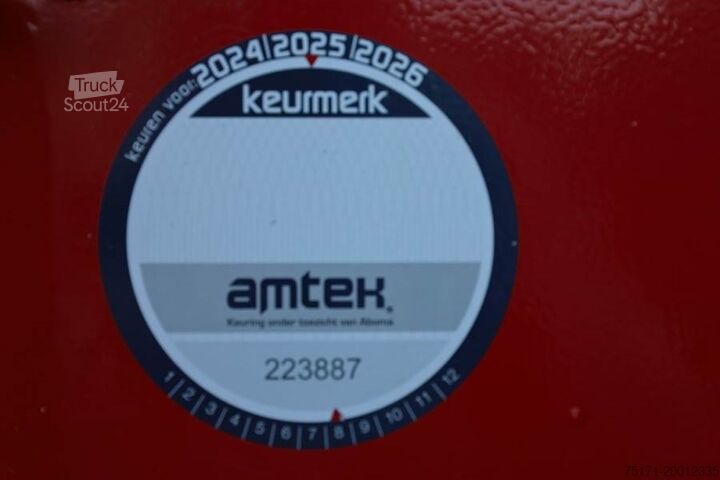 Truck
Scout24
keuren voor: 2024|2025|2026
keurmerk
amtek®
Keuring onder toezicht van Aboma
223887
1|2|3|4|5|6|7|8|9|10|11|12